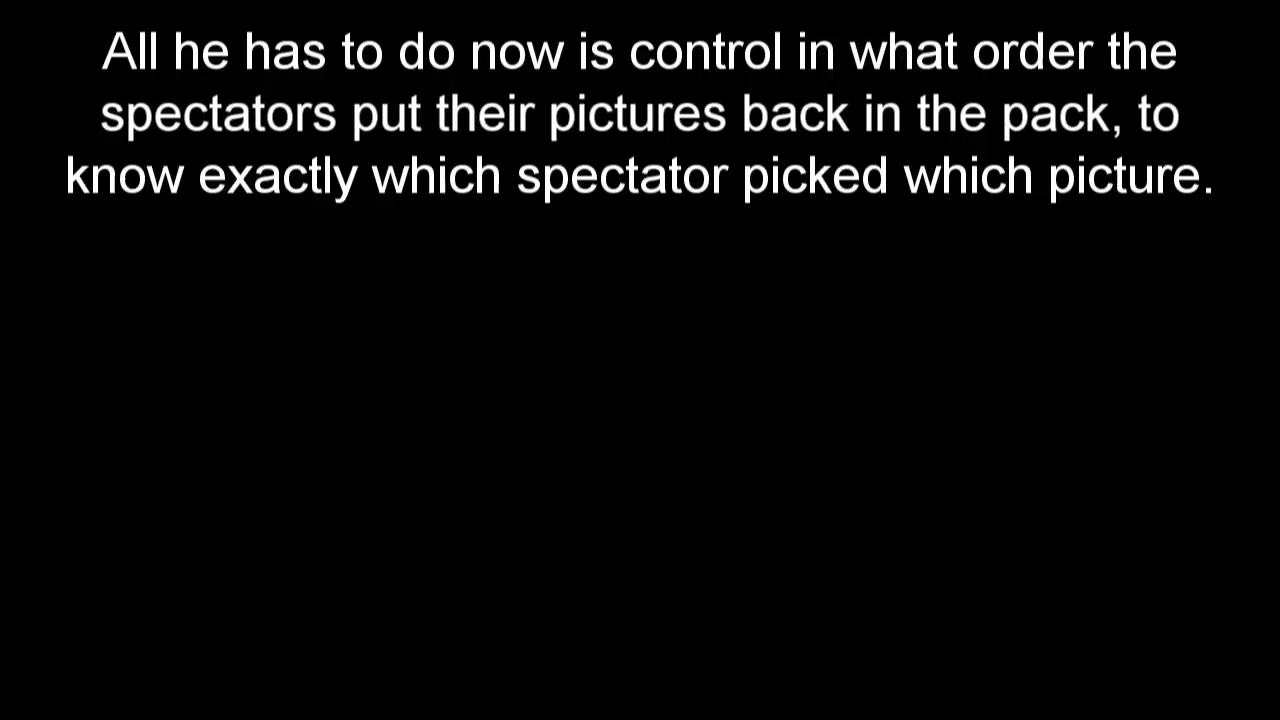 All he has to do now is control in what order the
spectators put their pictures back in the pack, to
know exactly which spectator picked which picture.